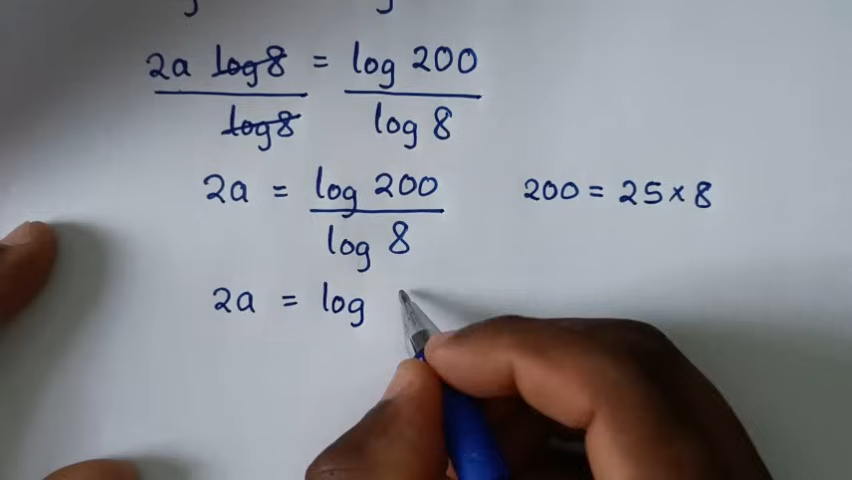 2a log8 = log 200
log8 log 8
2a = log 200 200 = 25 × 8
log 8
2a = log